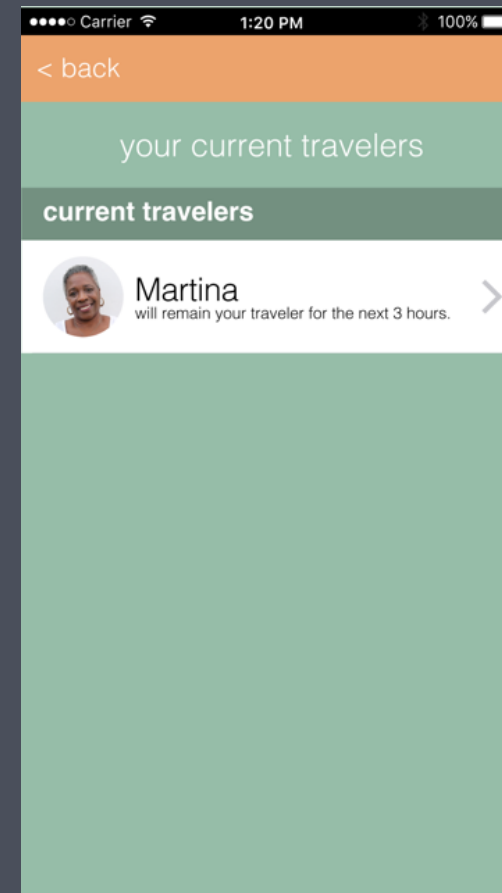 Carrier 1:20 PM 100%
< back
your current travelers
current travelers
Martina
will remain your traveler for the next 3 hours.